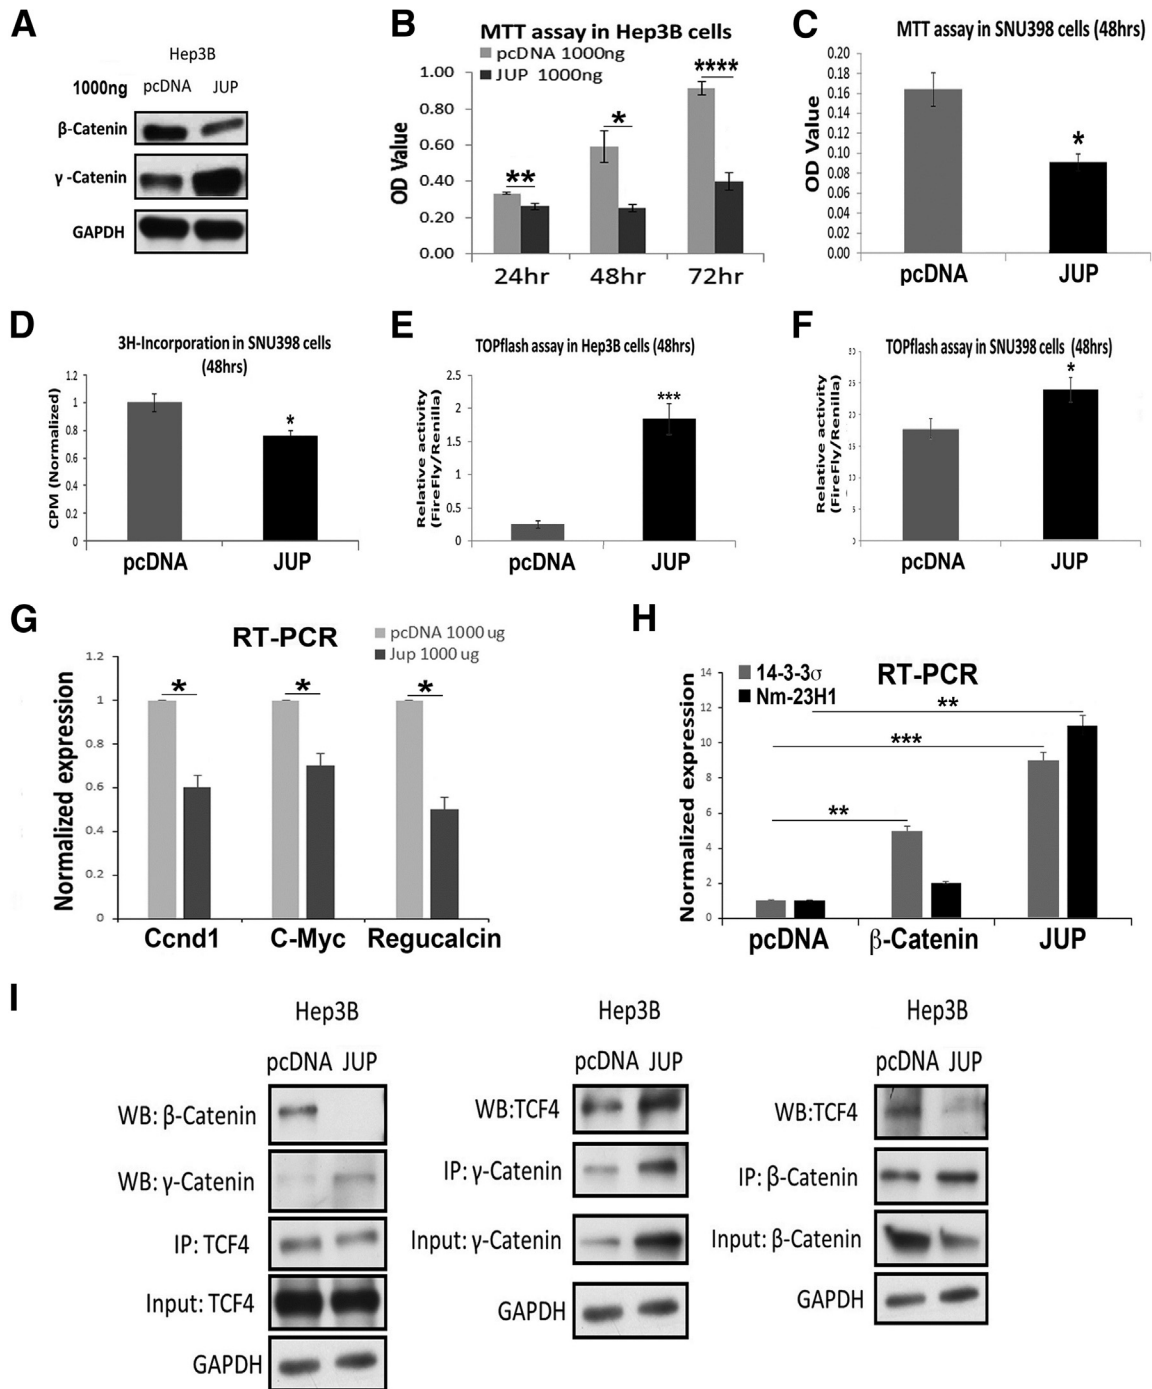 A
Hep3B
1000ng pcDNA JUP
β-Catenin
γ-Catenin
GAPDH
B
MTT assay in Hep3B cells
pcDNA 1000ng
JUP 1000ng
OD Value
1.00
0.80
0.60
0.40
0.20
0.00
**
*
****
24hr 48hr 72hr
C
MTT assay in SNU398 cells (48hrs)
OD Value
0.20
0.18
0.16
0.14
0.12
0.10
0.08
0.06
0.04
0.02
0.00
*
pcDNA JUP
D
3H-Incorporation in SNU398 cells
(48hrs)
CPM (Normalized)
1.2
1
0.8
0.6
0.4
0.2
0
*
pcDNA JUP
E
TOPflash assay in Hep3B cells (48hrs)
Relative activity
(FireFly/Renilla)
2.5
2
1.5
1
0.5
0
***
pcDNA JUP
F
TOPflash assay in SNU398 cells (48hrs)
Relative activity
(FireFly/Renilla)
*
pcDNA JUP
G
RT-PCR
pcDNA 1000 ug
Jup 1000 ug
Normalized expression
1.2
1
0.8
0.6
0.4
0.2
0
*
*
*
Ccnd1 C-Myc Regucalcin
H
RT-PCR
14-3-3σ
Nm-23H1
Normalized expression
14
12
10
8
6
4
2
0
**
***
**
pcDNA β-Catenin JUP
I
Hep3B
pcDNA JUP
WB: β-Catenin
WB: γ-Catenin
IP: TCF4
Input: TCF4
GAPDH
Hep3B
pcDNA JUP
WB:TCF4
IP: γ-Catenin
Input: γ-Catenin
GAPDH
Hep3B
pcDNA JUP
WB:TCF4
IP: β-Catenin
Input: β-Catenin
GAPDH